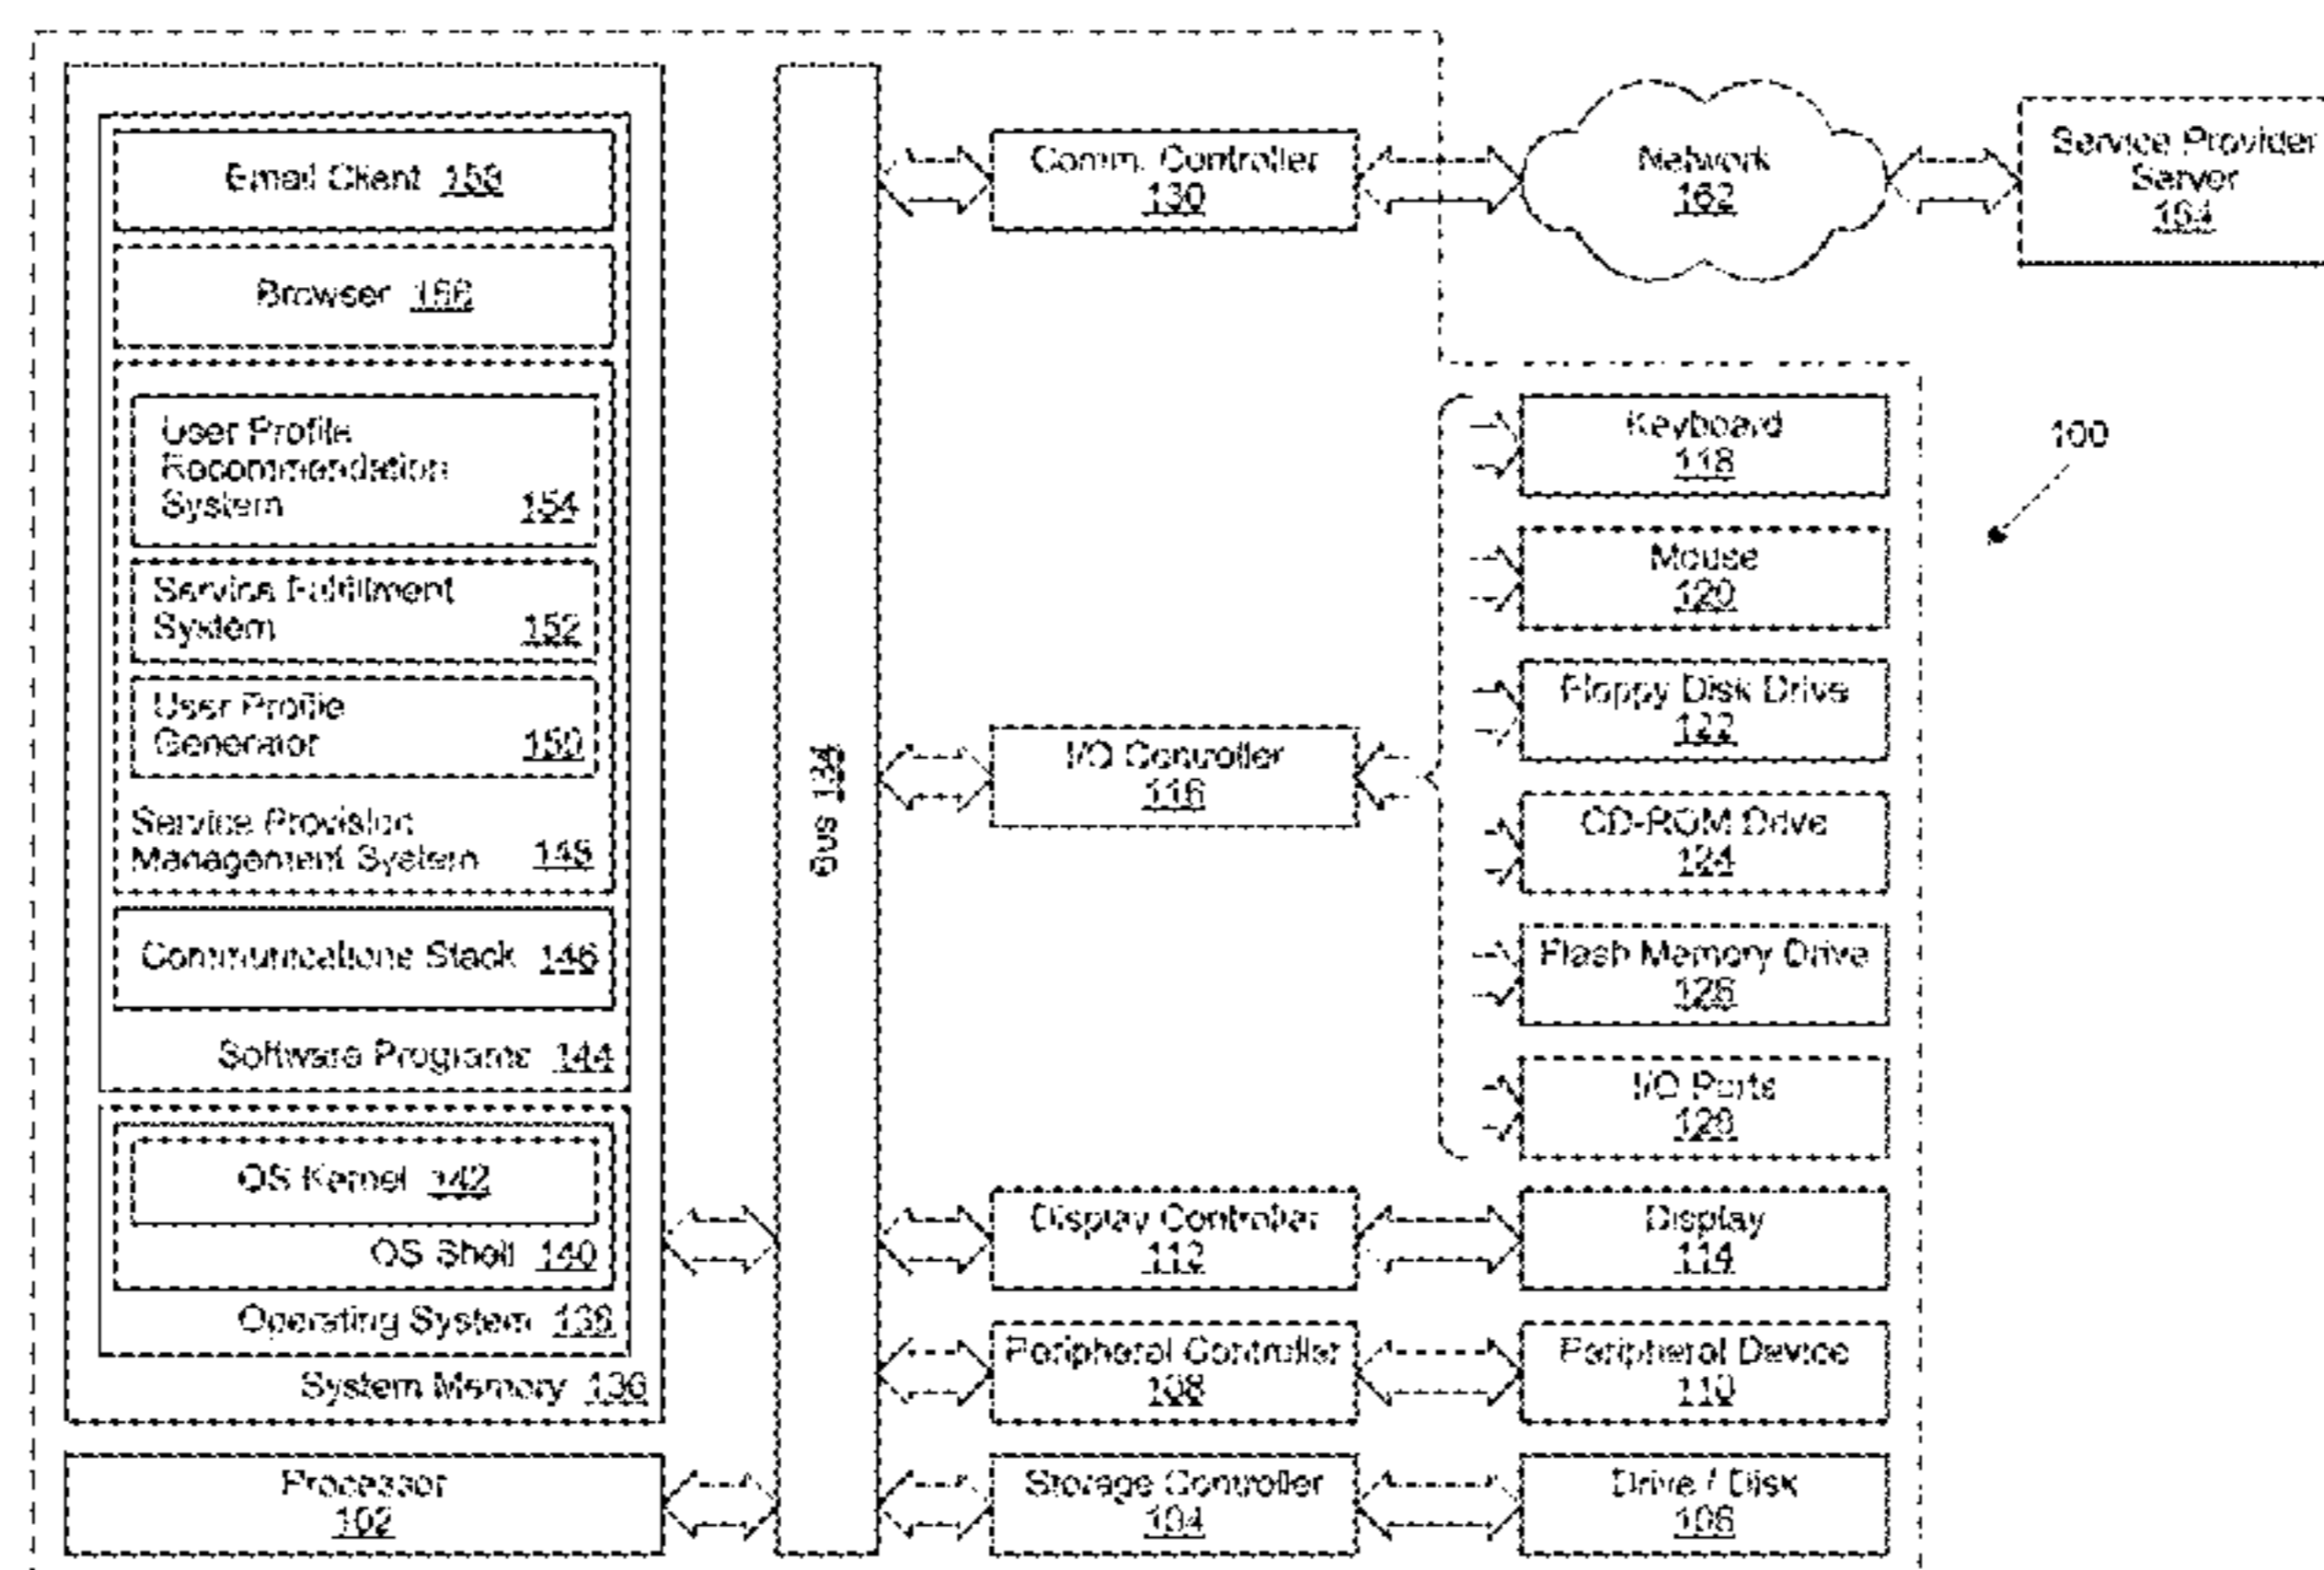 Email Client 158
Browser 156
User Profile
Recommendation
System 154
Service Fulfillment
System 152
User Profile
Generator 150
Service Provision
Management System 148
Communications Stack 146
Software Programs 144
OS Kernel 142
OS Shell 140
Operating System 138
System Memory 136
Processor
102
Bus 134
Comm. Controller
130
I/O Controller
116
Display Controller
112
Peripheral Controller
108
Storage Controller
104
Network
162
Service Provider
Server
164
Keyboard
118
Mouse
120
Floppy Disk Drive
122
CD-ROM Drive
124
Flash Memory Drive
126
I/O Ports
128
Display
114
Peripheral Device
110
Drive / Disk
106
100